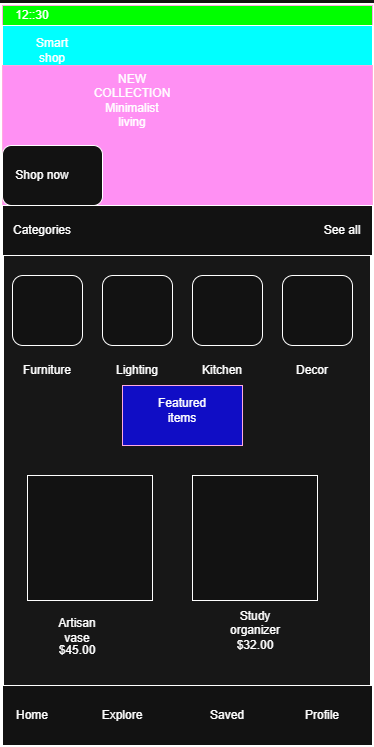 12::30
Smart
shop
NEW
COLLECTION
Minimalist
living
Shop now
Categories
See all
Furniture
Lighting
Kitchen
Decor
Featured
items
Artisan
vase
$45.00
Study
organizer
$32.00
Home
Explore
Saved
Profile